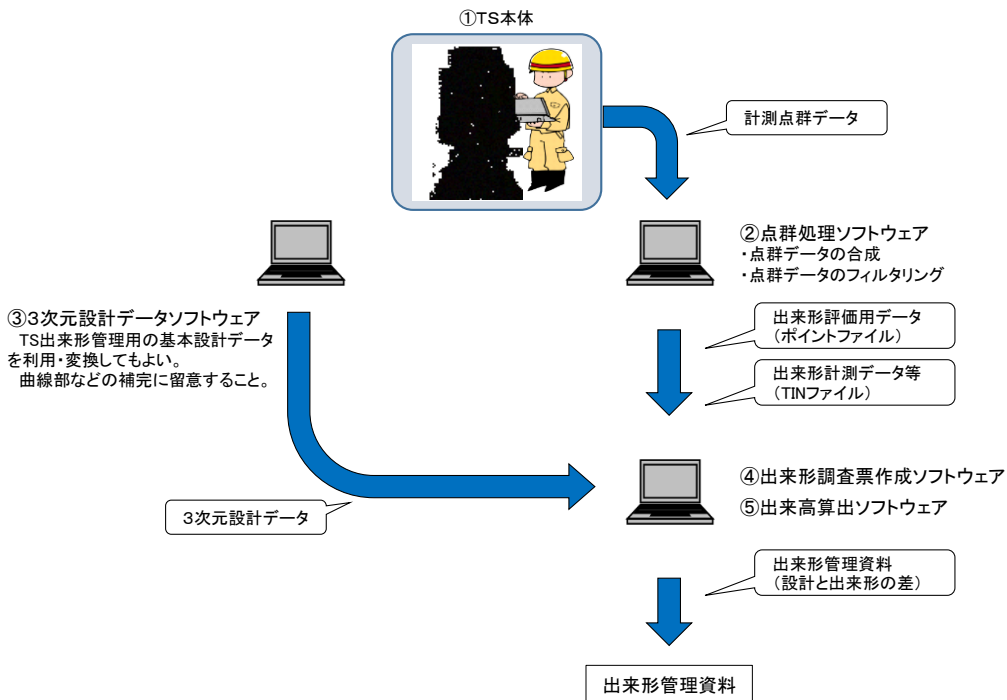 ①TS本体
計測点群データ
②点群処理ソフトウェア
・点群データの合成
・点群データのフィルタリング
③3次元設計データソフトウェア
TS出来形管理用の基本設計データ
を利用・変換してもよい。
曲線部などの補完に留意すること。
出来形評価用データ
（ポイントファイル）
出来形計測データ等
（TINファイル）
④出来形調査票作成ソフトウェア
⑤出来高算出ソフトウェア
3次元設計データ
出来形管理資料
（設計と出来形の差）
出来形管理資料